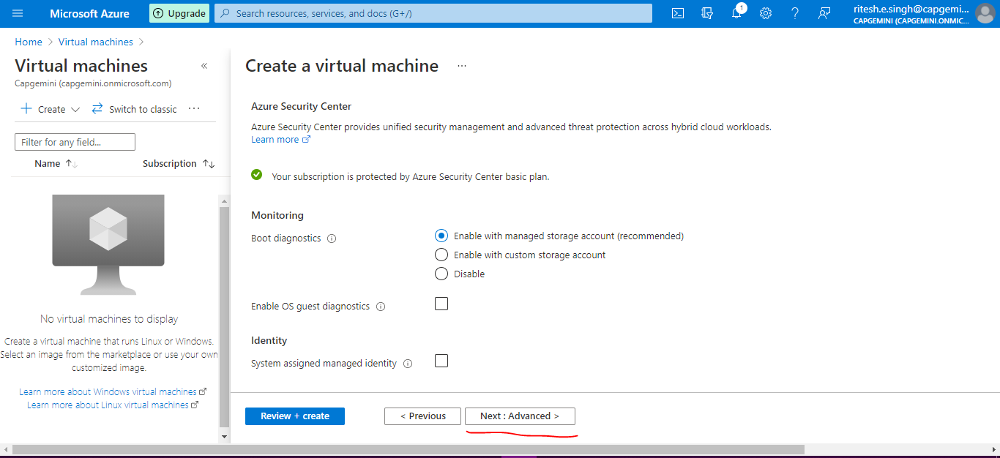 Microsoft Azure
Upgrade
Search resources, services, and docs (G+/)
1
ritesh.e.singh@capgemi...
CAPGEMINI (CAPGEMINI.ONMIC...
Home > Virtual machines >
Virtual machines «
Capgemini (capgemini.onmicrosoft.com)
+ Create Switch to classic ...
Filter for any field...
Name ↑↓ Subscription ↑↓
No virtual machines to display
Create a virtual machine that runs Linux or Windows.
Select an image from the marketplace or use your own
customized image.
Learn more about Windows virtual machines
Learn more about Linux virtual machines
Create a virtual machine ...
Azure Security Center
Azure Security Center provides unified security management and advanced threat protection across hybrid cloud workloads.
Learn more
Your subscription is protected by Azure Security Center basic plan.
Monitoring
Boot diagnostics
Enable with managed storage account (recommended)
Enable with custom storage account
Disable
Enable OS guest diagnostics
Identity
System assigned managed identity
Review + create
< Previous
Next : Advanced >